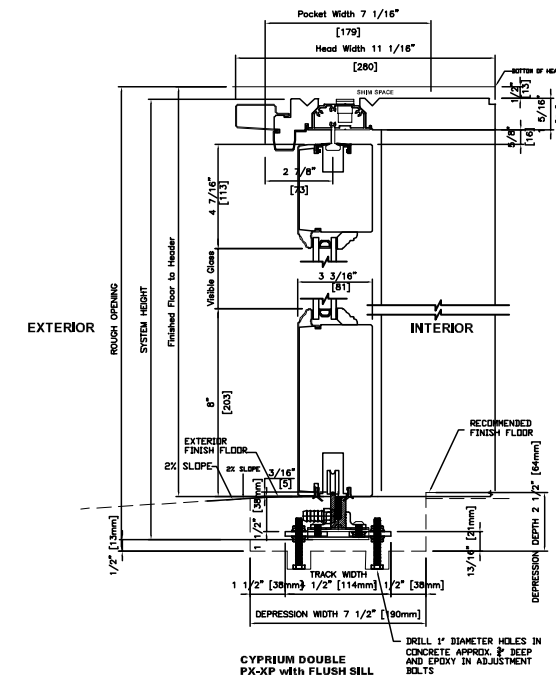 Pocket Width 7 1/16"
[179]
Head Width 11 1/16"
[280]
BOTTOM OF HEA
SHIM SPACE
1/2"
[13]
1 5/16"
5/8"
[16]
2 7/8"
[73]
4 7/16"
[113]
Visible Glass
3 3/16"
[81]
EXTERIOR
INTERIOR
ROUGH OPENING
SYSTEM HEIGHT
Finished Floor to Header
8"
[203]
RECOMMENDED
FINISH FLOOR
EXTERIOR
FINISH FLOOR
2% SLOPE
2% SLOPE
3/16"
[5]
1 1/2"
[38mm]
1/2" [13mm]
13/16" [21mm]
DEPRESSION DEPTH 2 1/2" [64mm]
TRACK WIDTH
1 1/2" [38mm]
1/2" [114mm]
1/2" [38mm]
DEPRESSION WIDTH 7 1/2" [190mm]
DRILL 1" DIAMETER HOLES IN
CONCRETE APPROX. DEEP
AND EPOXY IN ADJUSTMENT
BOLTS
CYPRIUM DOUBLE
PX-XP with FLUSH SILL